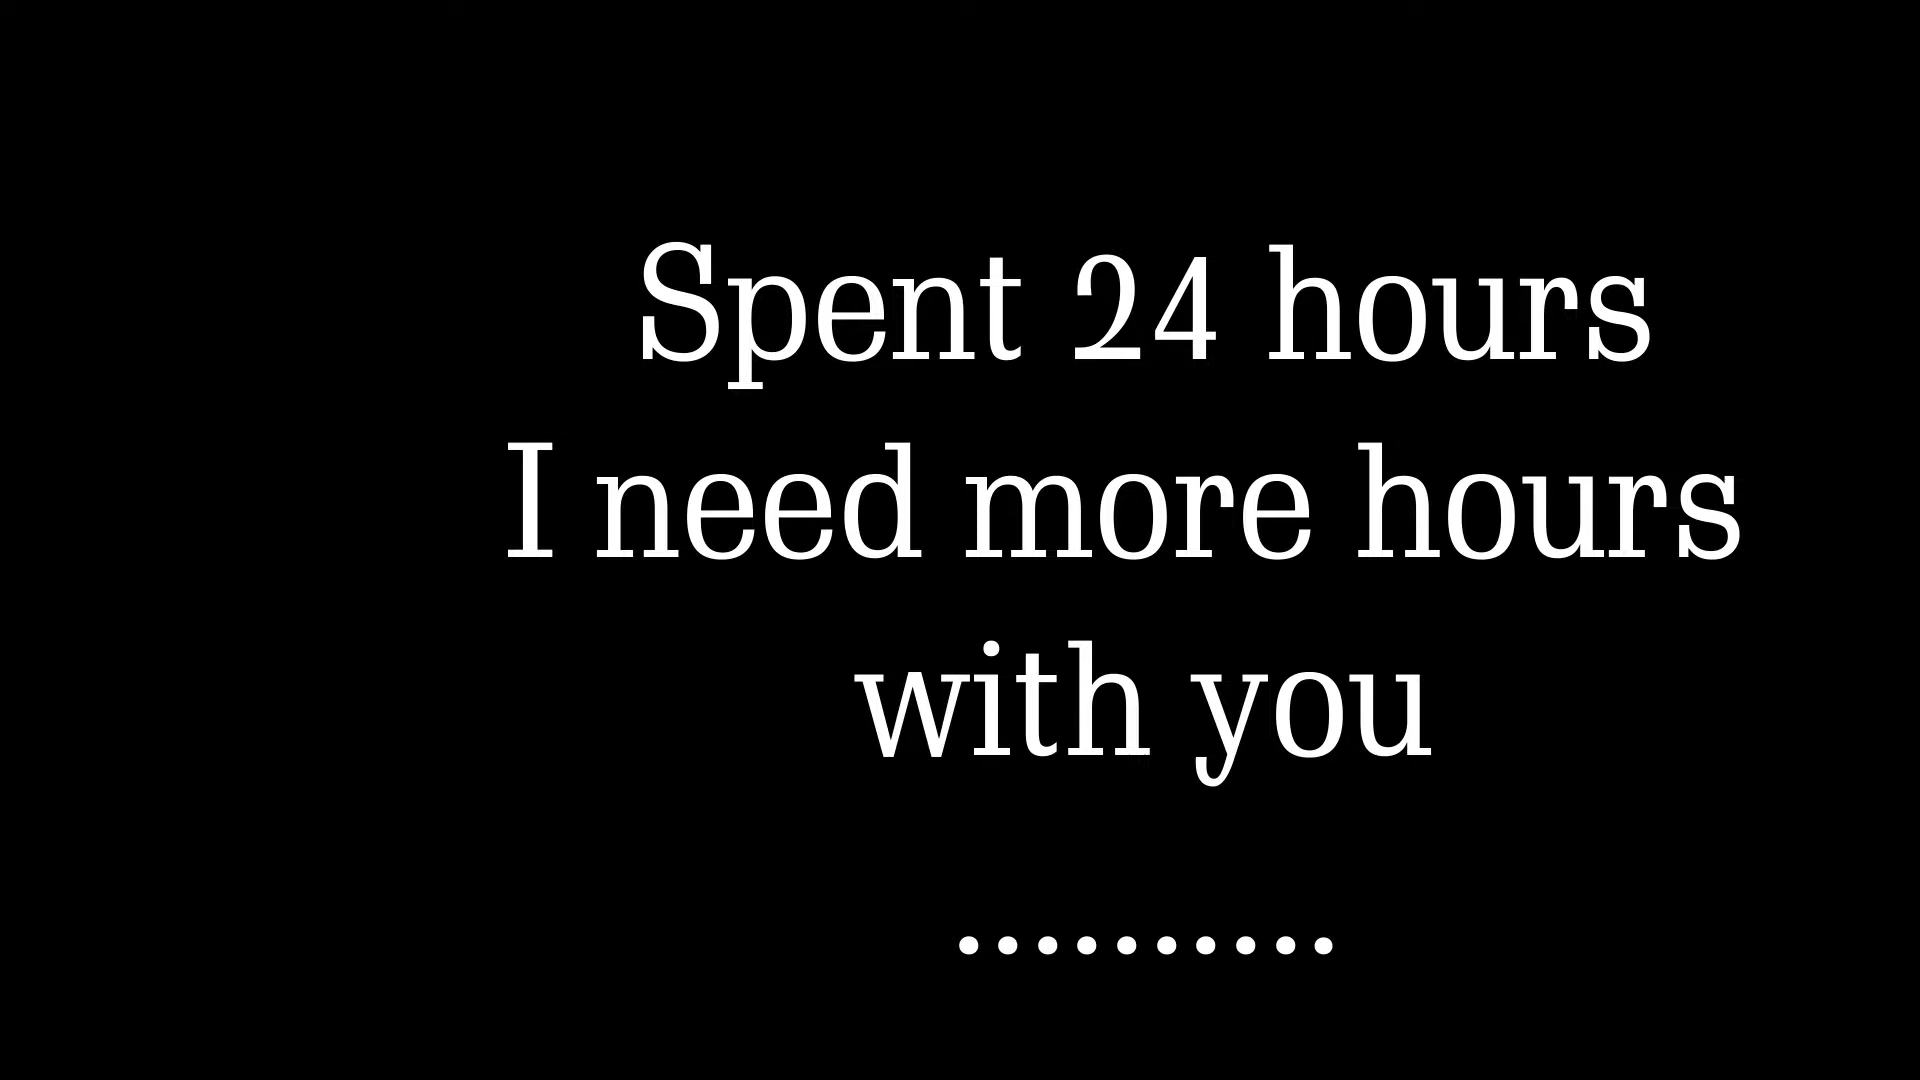 Spent 24 hours
I need more hours
with you
..........